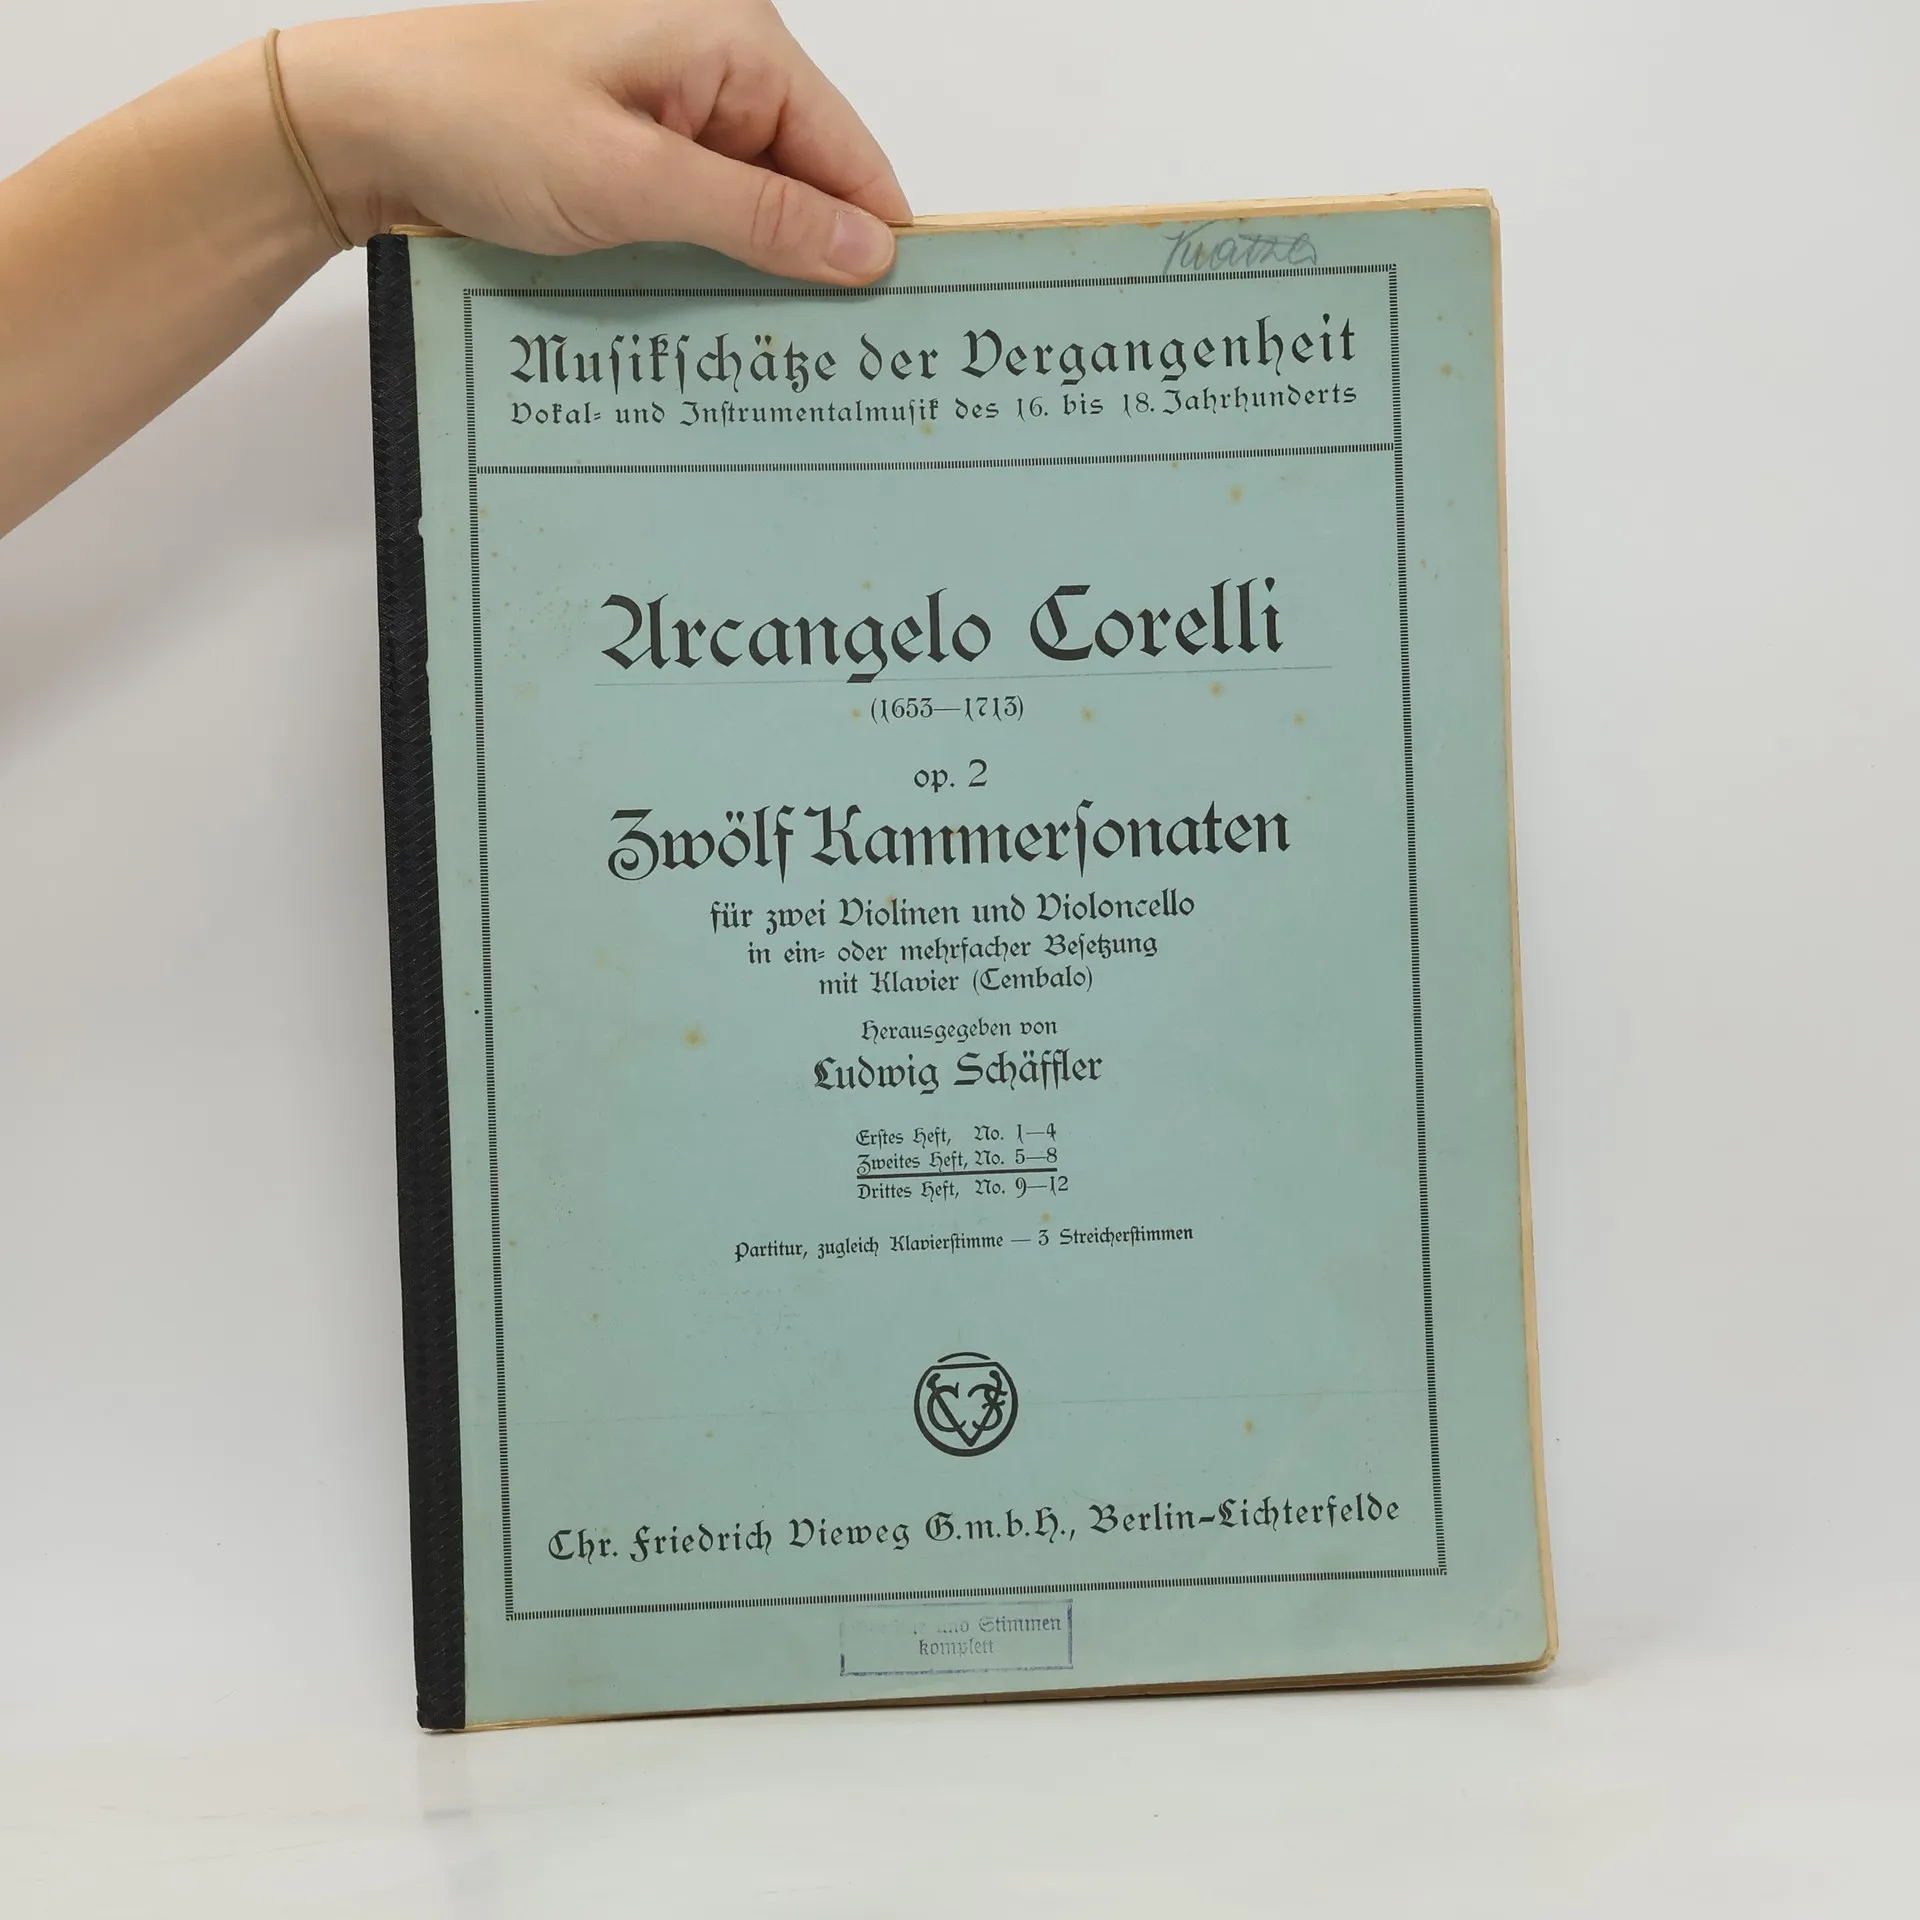 Musikschätze der Vergangenheit
Vokal- und Instrumentalmusik des 16. bis 18. Jahrhunderts
Arcangelo Corelli
(1653—1713)
op. 2
Zwölf Kammersonaten
für zwei Violinen und Violoncello
in ein- oder mehrfacher Besetzung
mit Klavier (Cembalo)
Herausgegeben von
Ludwig Schäffler
Erstes Heft, No. 1—4
Zweites Heft, No. 5—8
Drittes Heft, No. 9—12
Partitur, zugleich Klavierstimme — 3 Streicherstimmen
Chr. Friedrich Vieweg G.m.b.H., Berlin-Lichterfelde
Stimmen
komplett